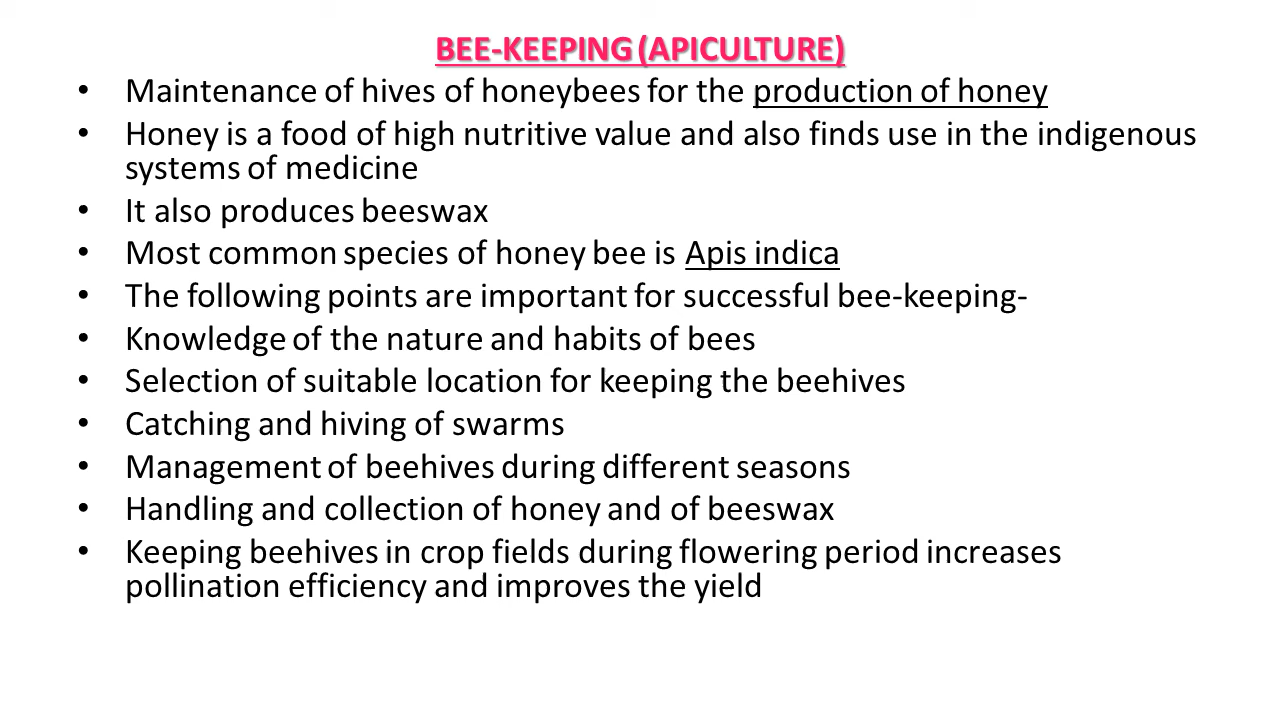 BEE-KEEPING (APICULTURE)
• Maintenance of hives of honeybees for the production of honey
• Honey is a food of high nutritive value and also finds use in the indigenous
systems of medicine
• It also produces beeswax
• Most common species of honey bee is Apis indica
• The following points are important for successful bee-keeping-
• Knowledge of the nature and habits of bees
• Selection of suitable location for keeping the beehives
• Catching and hiving of swarms
• Management of beehives during different seasons
• Handling and collection of honey and of beeswax
• Keeping beehives in crop fields during flowering period increases
pollination efficiency and improves the yield